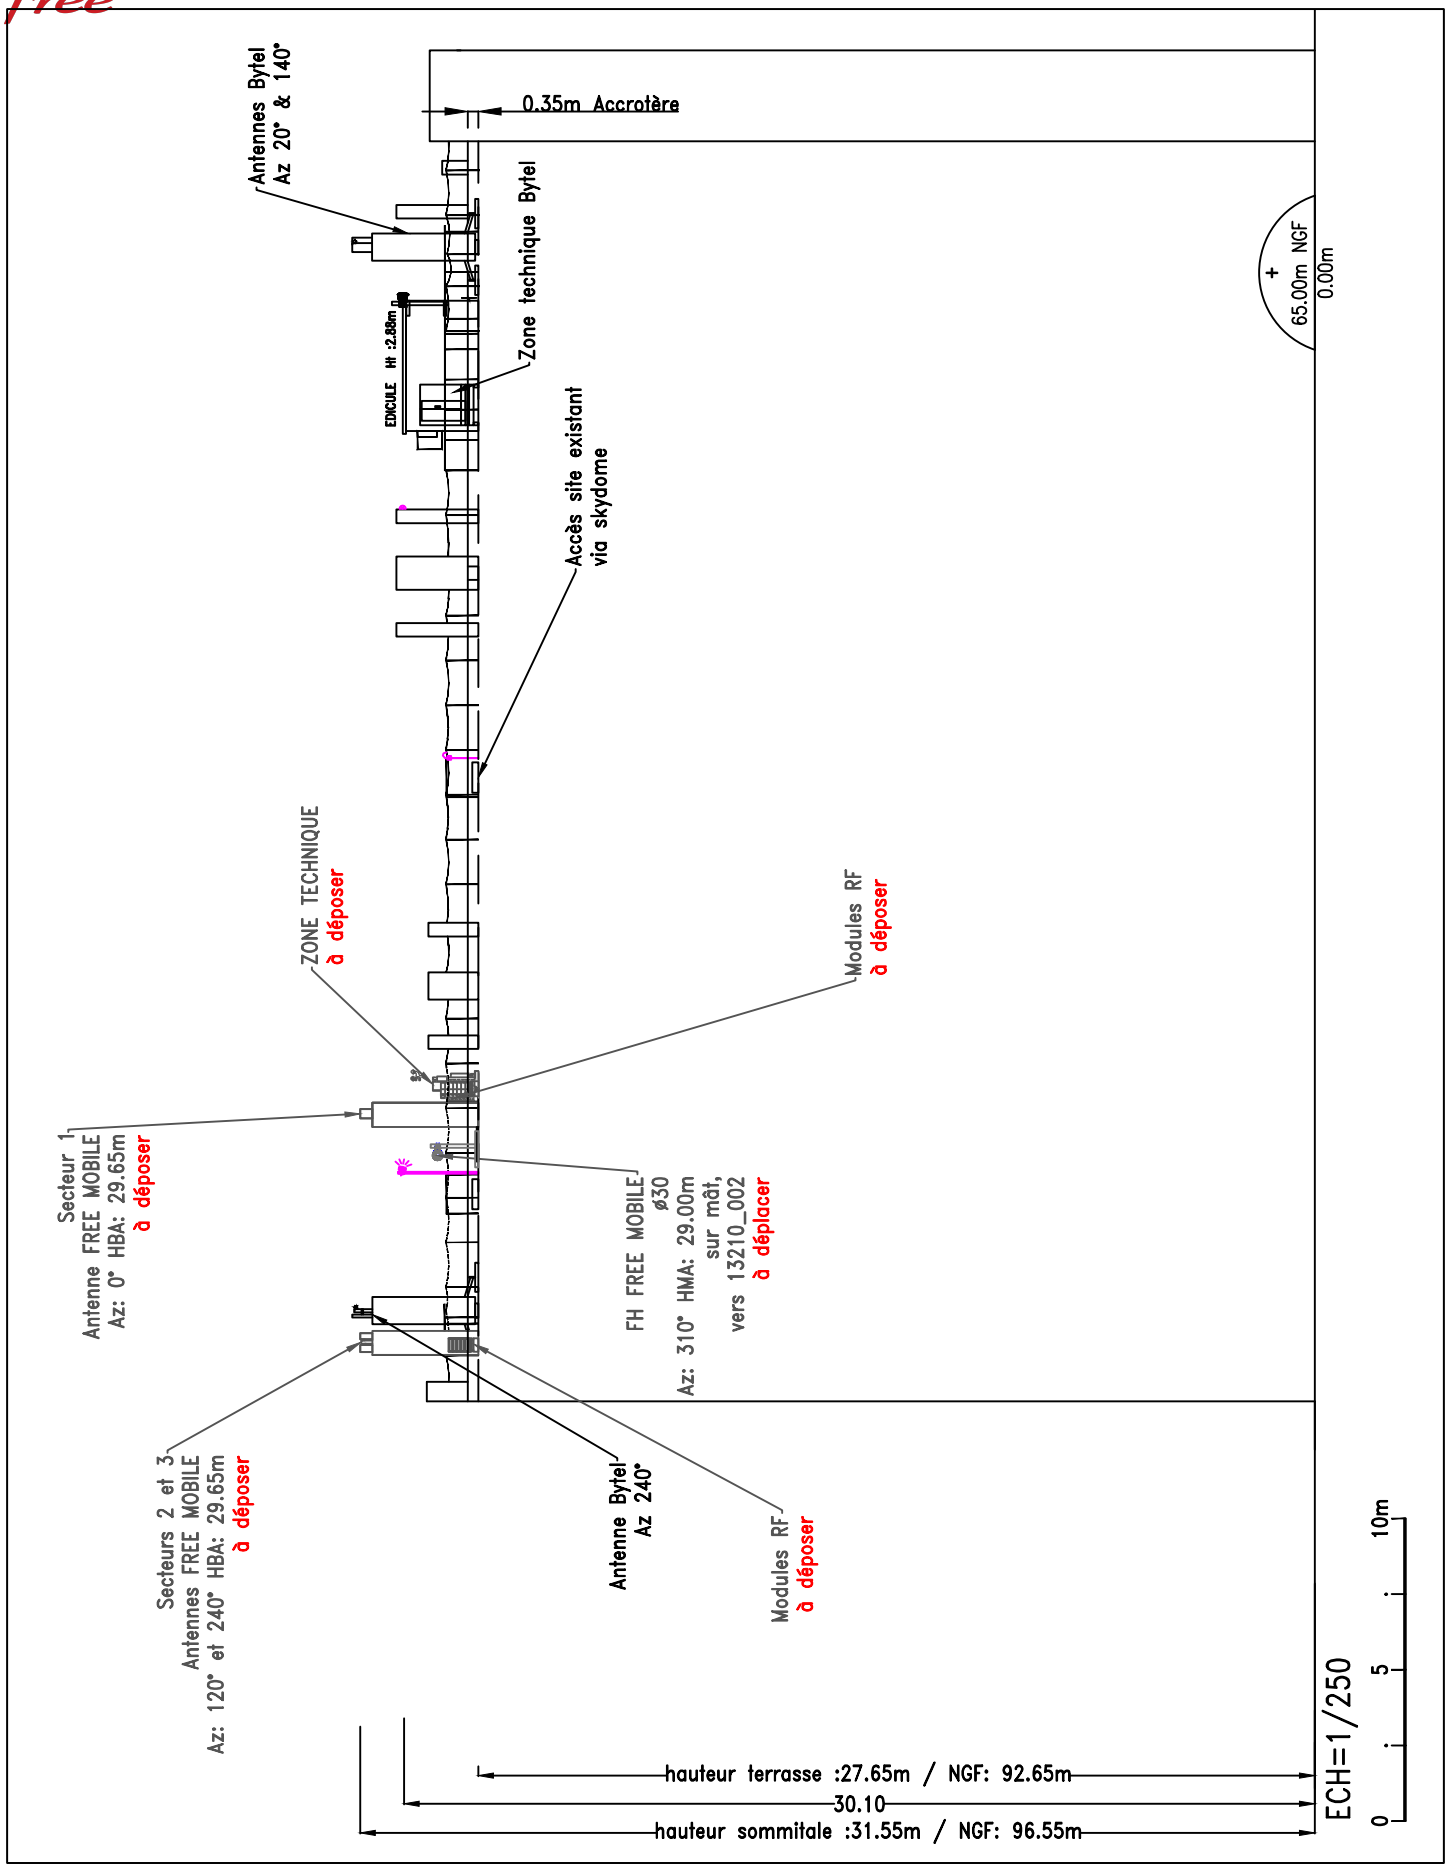 free
Secteurs 2 et 3
Antennes FREE MOBILE
Az: 120° et 240° HBA: 29.65m
à déposer
Secteur 1
Antenne FREE MOBILE
Az: 0° HBA: 29.65m
à déposer
ZONE TECHNIQUE
à déposer
Antennes Bytel
Az 20° & 140°
EDICULE Ht :2.88m
0.35m Accrotère
Zone technique Bytel
Accès site existant
via skydome
Modules RF
à déposer
FH FREE MOBILE
ø30
Az: 310° HMA: 29.00m
sur mât,
vers 13210_002
à déplacer
Antenne Bytel
Az 240°
Modules RF
à déposer
65.00m NGF
0.00m
hauteur terrasse :27.65m / NGF: 92.65m
30.10
hauteur sommitale :31.55m / NGF: 96.55m
ECH=1/250
0 5 10m